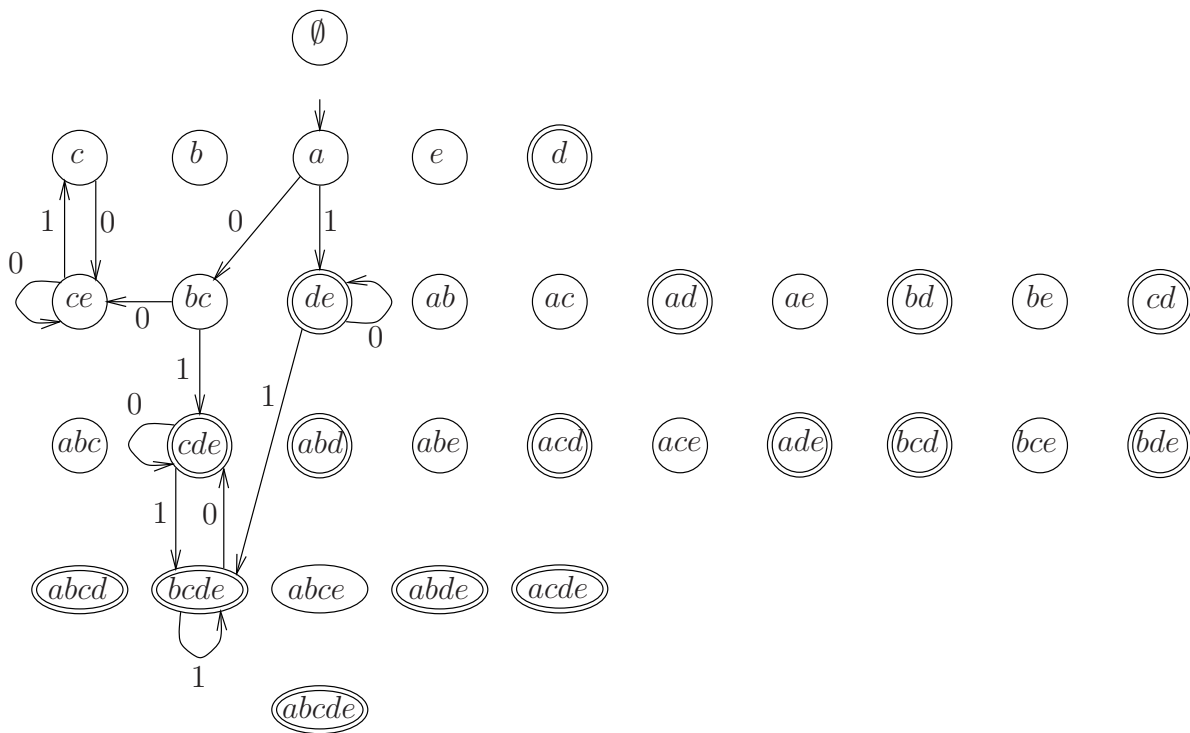 ∅
c b a e d
1 0 0 1
0
ce bc de ab ac ad ae bd be cd
0 0
1
0 1
abc cde abd abe acd ace ade bcd bce bde
1 0
abcd bcde abce abde acde
1
abcde